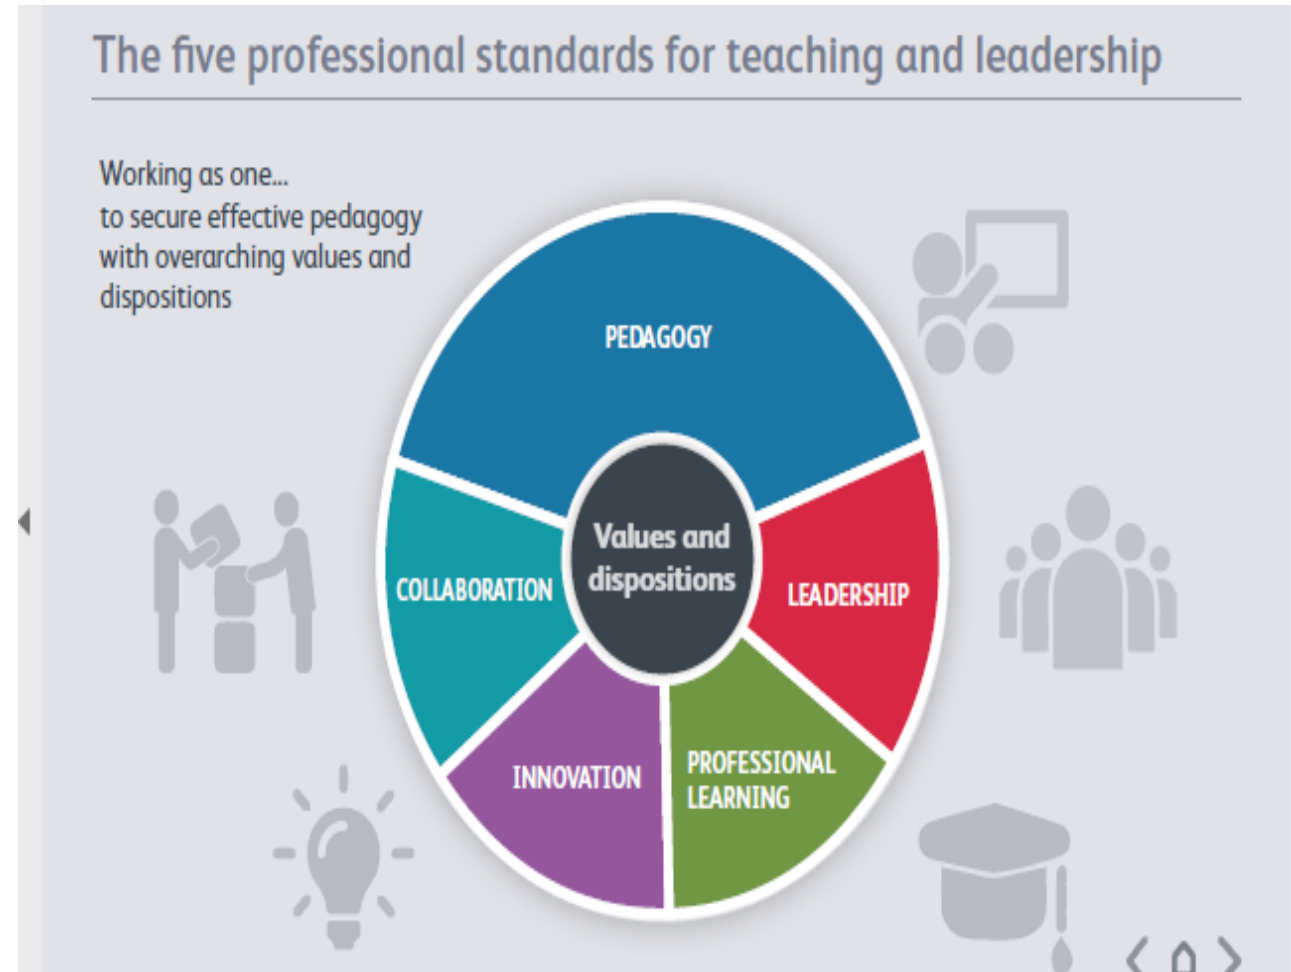 The five professional standards for teaching and leadership
Working as one...
to secure effective pedagogy
with overarching values and
dispositions
PEDAGOGY
Values and
dispositions
COLLABORATION
LEADERSHIP
INNOVATION
PROFESSIONAL
LEARNING